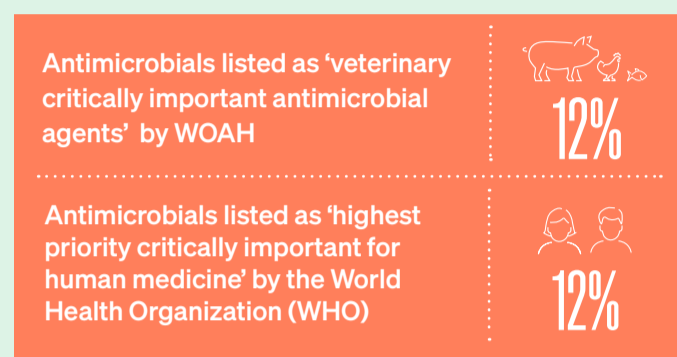 Antimicrobials listed as ‘veterinary
critically important antimicrobial
agents’ by WOAH
12%
Antimicrobials listed as ‘highest
priority critically important for
human medicine’ by the World
Health Organization (WHO)
12%